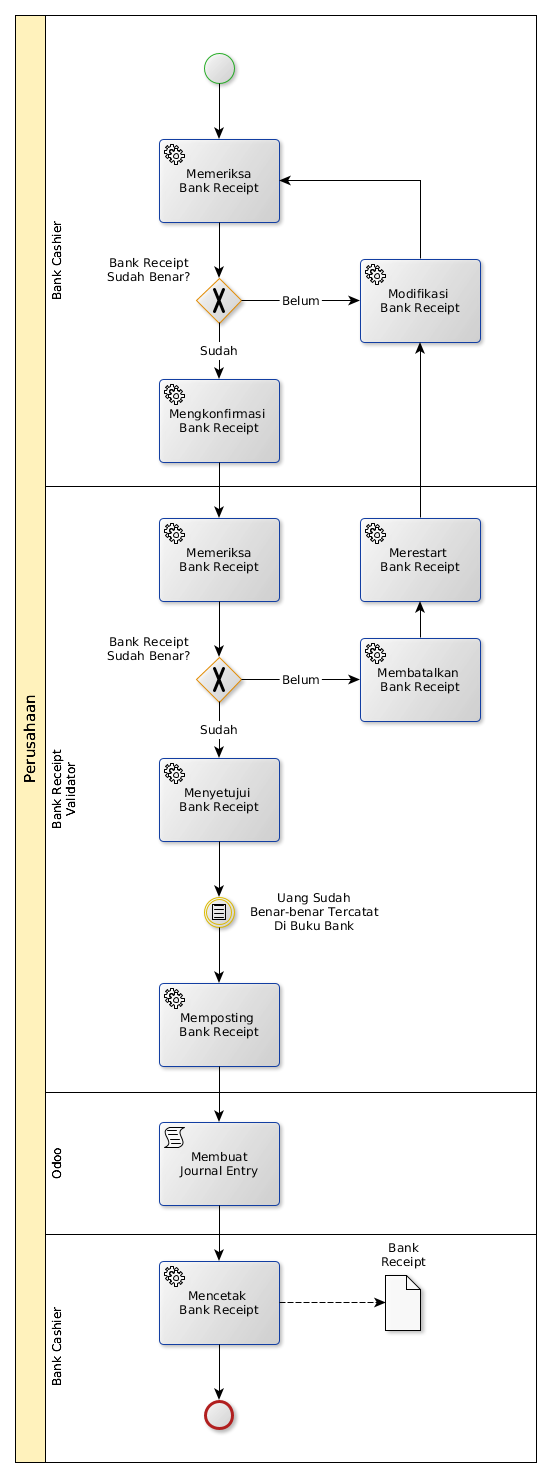 Perusahaan
Bank Cashier
Memeriksa
Bank Receipt
Bank Receipt
Sudah Benar?
Belum
Modifikasi
Bank Receipt
Sudah
Mengkonfirmasi
Bank Receipt
Bank Receipt
Validator
Memeriksa
Bank Receipt
Merestart
Bank Receipt
Bank Receipt
Sudah Benar?
Belum
Membatalkan
Bank Receipt
Sudah
Menyetujui
Bank Receipt
Uang Sudah
Benar-benar Tercatat
Di Buku Bank
Memposting
Bank Receipt
Odoo
Membuat
Journal Entry
Bank Cashier
Mencetak
Bank Receipt
Bank
Receipt